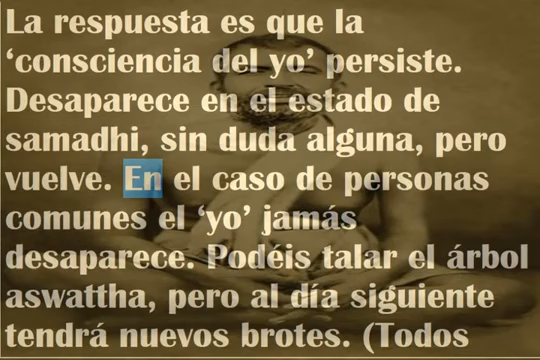 La respuesta es que la
‘consciencia del yo’ persiste.
Desaparece en el estado de
samadhi, sin duda alguna, pero
vuelve. En el caso de personas
comunes el ‘yo’ jamás
desaparece. Podéis talar el árbol
aswattha, pero al día siguiente
tendrá nuevos brotes. (Todos